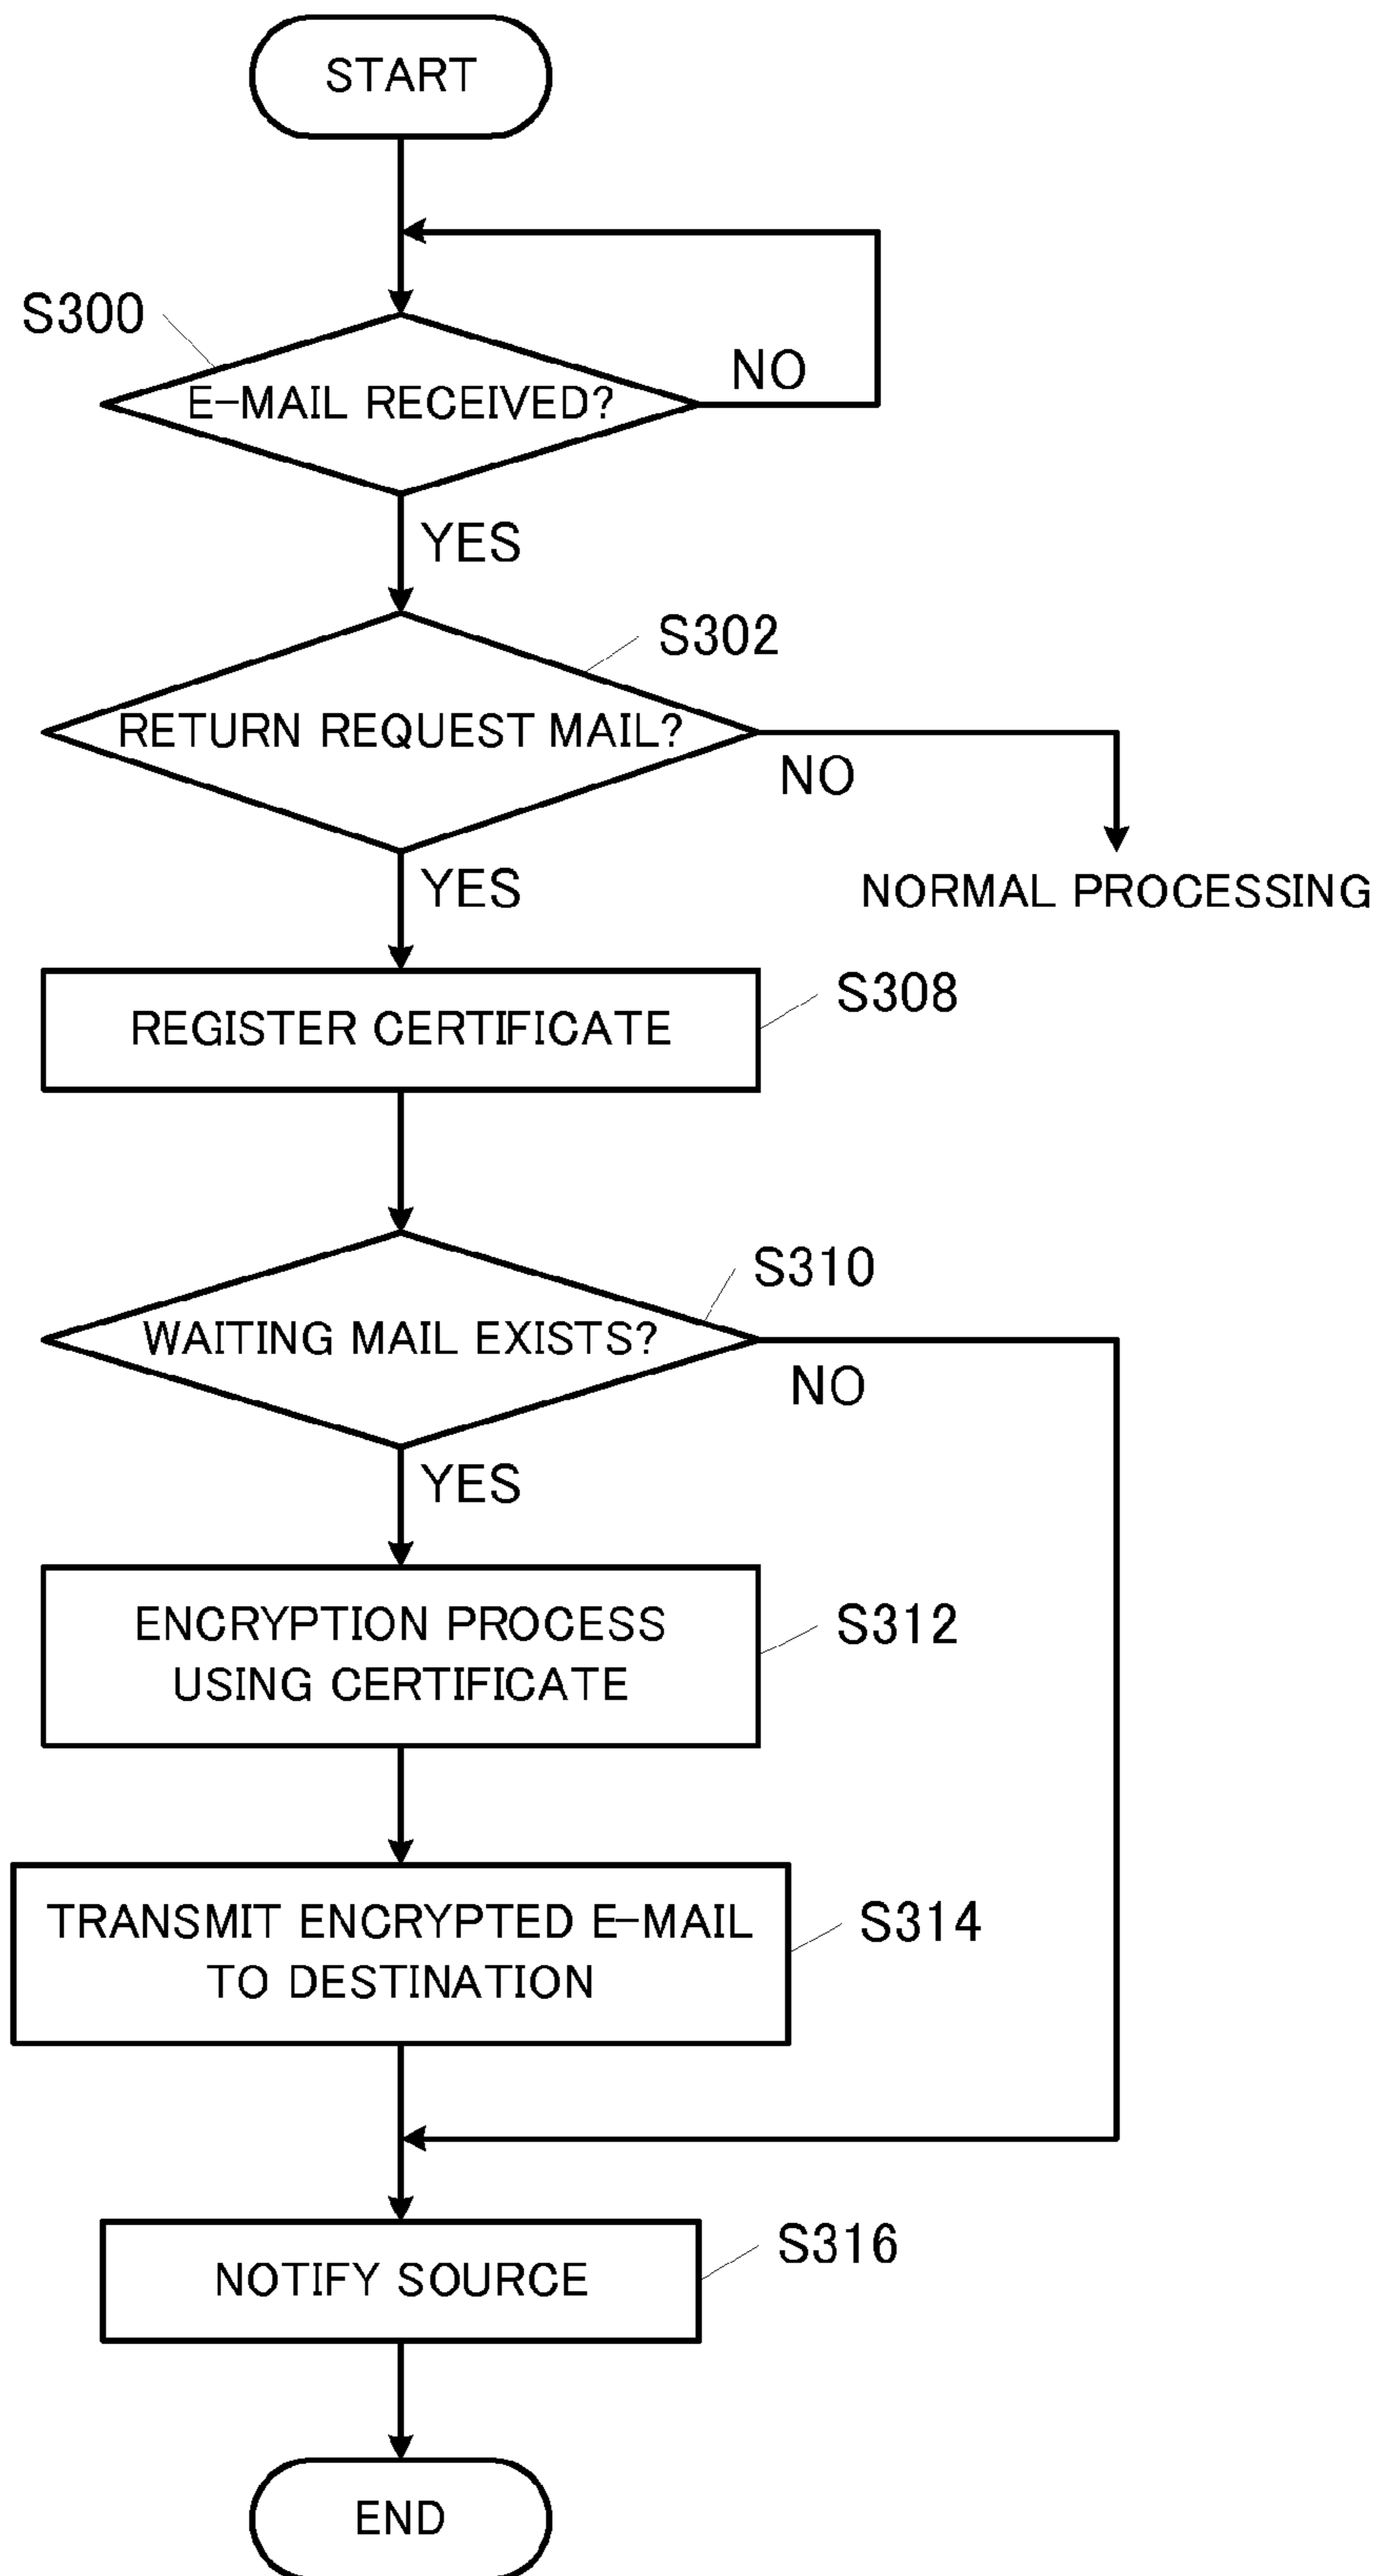 START
S300
E-MAIL RECEIVED?
NO
YES
S302
RETURN REQUEST MAIL?
NO
YES
NORMAL PROCESSING
S308
REGISTER CERTIFICATE
S310
WAITING MAIL EXISTS?
NO
YES
S312
ENCRYPTION PROCESS
USING CERTIFICATE
S314
TRANSMIT ENCRYPTED E-MAIL
TO DESTINATION
S316
NOTIFY SOURCE
END